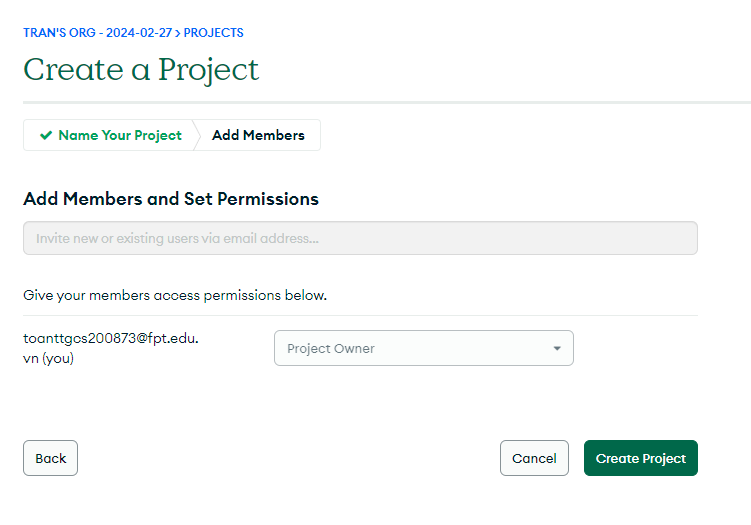 TRAN'S ORG - 2024-02-27 > PROJECTS
Create a Project
Name Your Project
Add Members
Add Members and Set Permissions
Invite new or existing users via email address...
Give your members access permissions below.
toanttgcs200873@fpt.edu.
vn (you)
Project Owner
Back
Cancel
Create Project